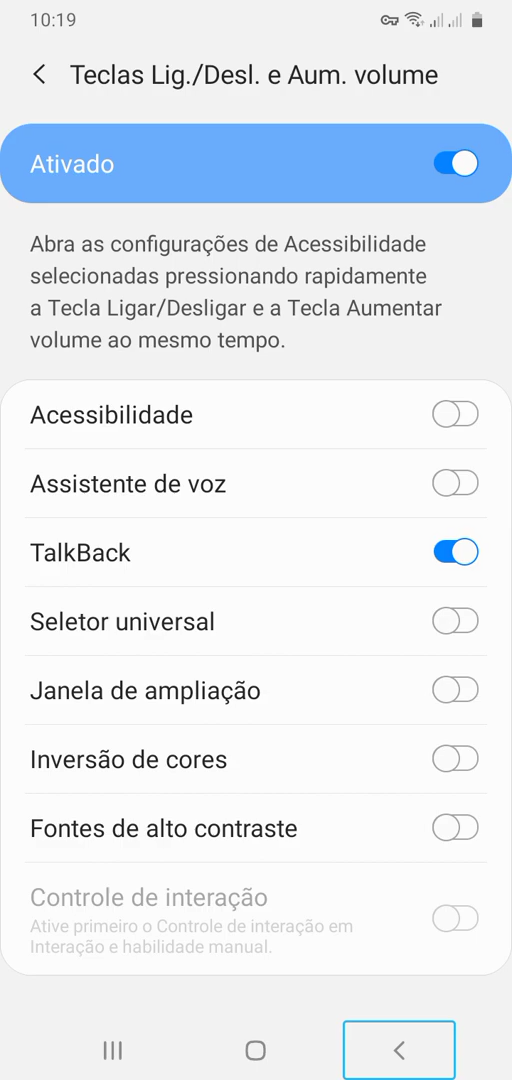 10:19
Teclas Lig./Desl. e Aum. volume
Ativado
Abra as configurações de Acessibilidade
selecionadas pressionando rapidamente
a Tecla Ligar/Desligar e a Tecla Aumentar
volume ao mesmo tempo.
Acessibilidade
Assistente de voz
TalkBack
Seletor universal
Janela de ampliação
Inversão de cores
Fontes de alto contraste
Controle de interação
Ative primeiro o Controle de interação em
Interação e habilidade manual.